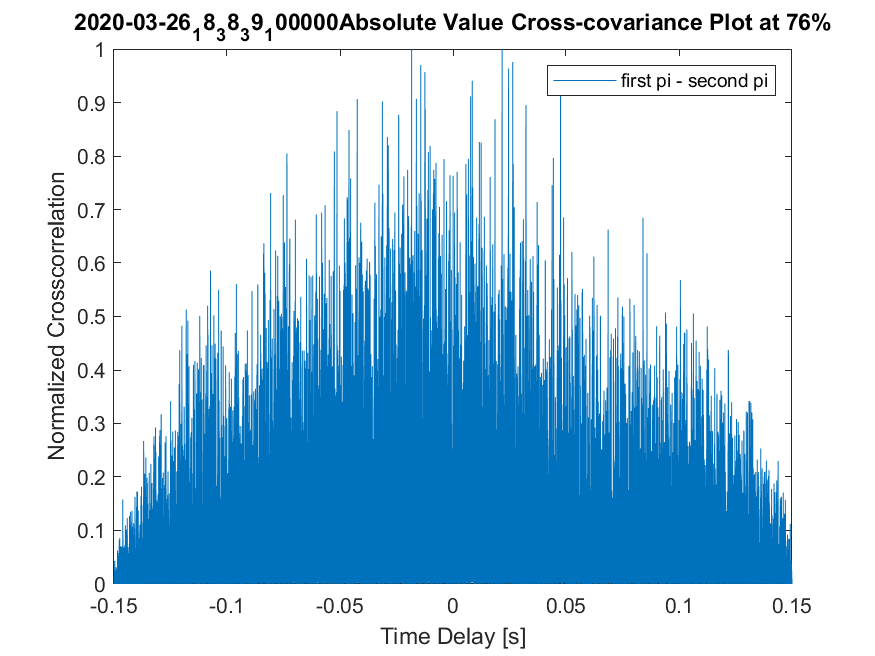 2020-03-26₁8₃8₃9₁00000Absolute Value Cross-covariance Plot at 76%
first pi - second pi
Normalized Crosscorrelation
1
0.9
0.8
0.7
0.6
0.5
0.4
0.3
0.2
0.1
0
-0.15 -0.1 -0.05 0 0.05 0.1 0.15
Time Delay [s]